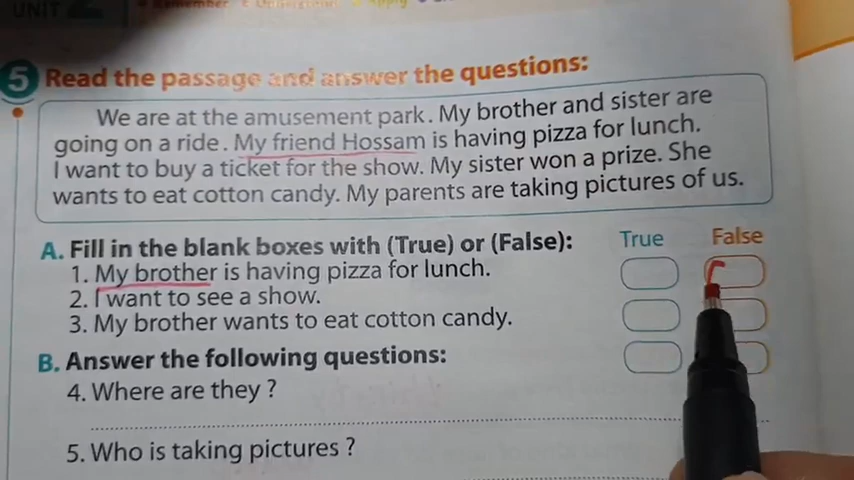 UNIT
Remember Understand Apply
5 Read the passage and answer the questions:
We are at the amusement park. My brother and sister are
going on a ride. My friend Hossam is having pizza for lunch.
I want to buy a ticket for the show. My sister won a prize. She
wants to eat cotton candy. My parents are taking pictures of us.
A. Fill in the blank boxes with (True) or (False): True False
1. My brother is having pizza for lunch.
2. I want to see a show.
3. My brother wants to eat cotton candy.
B. Answer the following questions:
4. Where are they ?
5. Who is taking pictures ?